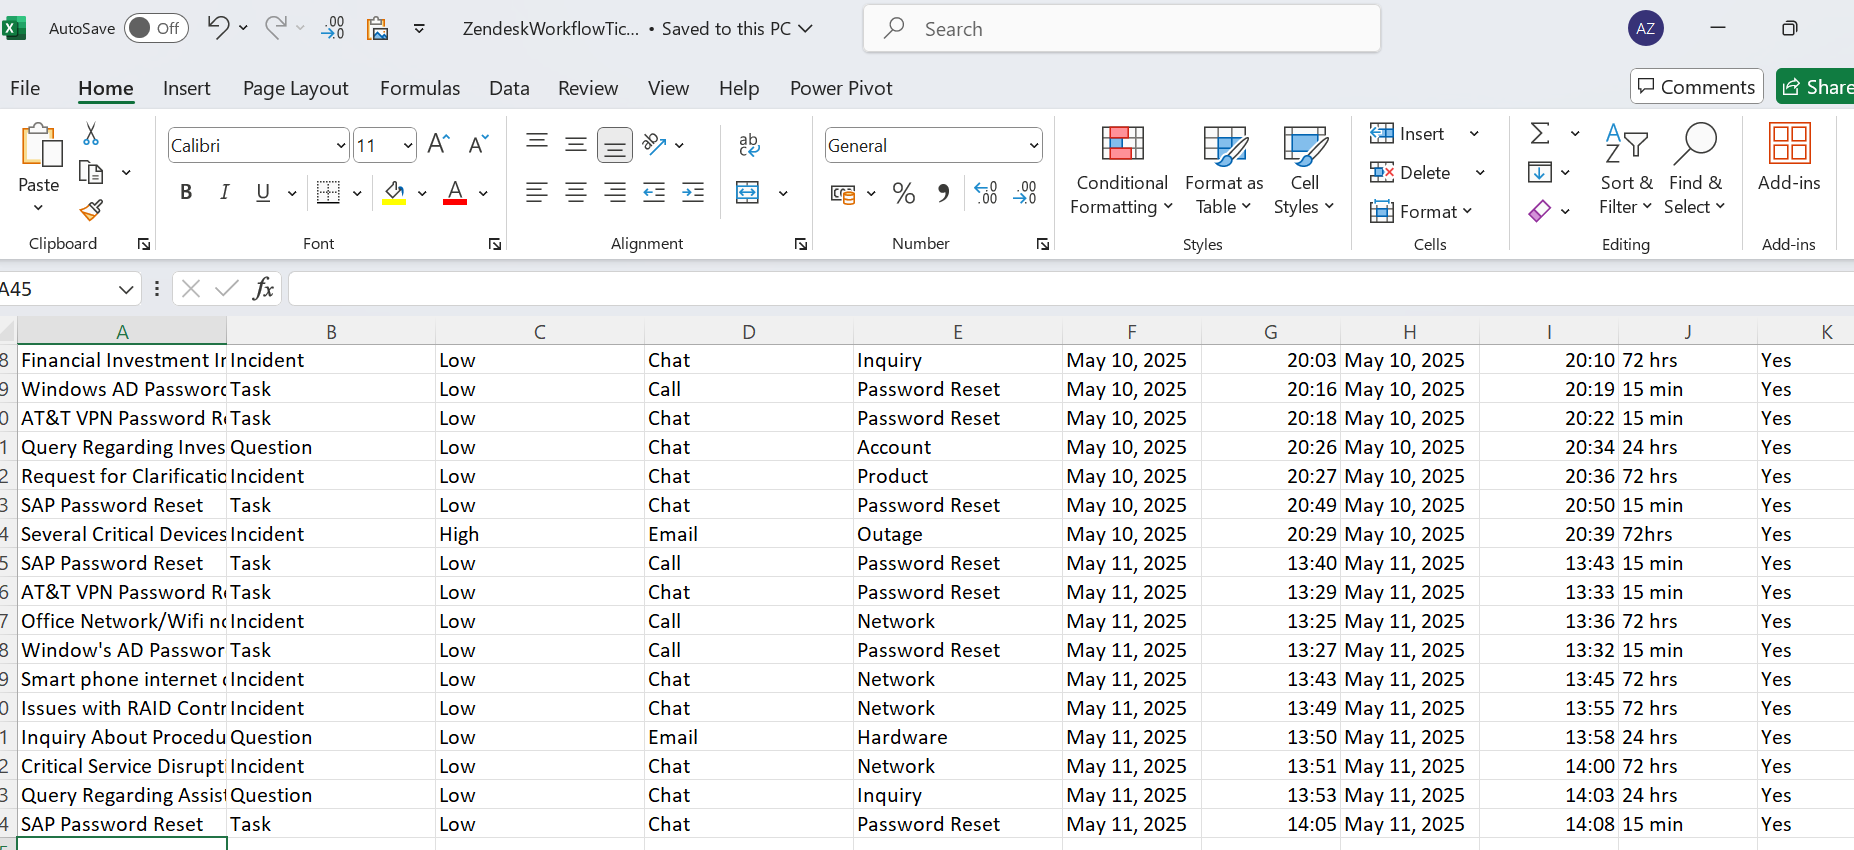 AutoSave Off ZendeskWorkflowTic... • Saved to this PC Search AZ
File Home Insert Page Layout Formulas Data Review View Help Power Pivot Comments Share
Paste Calibri 11 General Conditional Formatting Format as Table Cell Styles Insert Delete Format Sort & Filter Find & Select Add-ins
Clipboard Font Alignment Number Styles Cells Editing Add-ins
A45 fx
A B C D E F G H I J K
8 Financial Investment Ir Incident Low Chat Inquiry May 10, 2025 20:03 May 10, 2025 20:10 72 hrs Yes
9 Windows AD Password Task Low Call Password Reset May 10, 2025 20:16 May 10, 2025 20:19 15 min Yes
0 AT&T VPN Password R Task Low Chat Password Reset May 10, 2025 20:18 May 10, 2025 20:22 15 min Yes
1 Query Regarding Inves Question Low Chat Account May 10, 2025 20:26 May 10, 2025 20:34 24 hrs Yes
2 Request for Clarificatio Incident Low Chat Product May 10, 2025 20:27 May 10, 2025 20:36 72 hrs Yes
3 SAP Password Reset Task Low Chat Password Reset May 10, 2025 20:49 May 10, 2025 20:50 15 min Yes
4 Several Critical Devices Incident High Email Outage May 10, 2025 20:29 May 10, 2025 20:39 72hrs Yes
5 SAP Password Reset Task Low Call Password Reset May 11, 2025 13:40 May 11, 2025 13:43 15 min Yes
6 AT&T VPN Password R Task Low Chat Password Reset May 11, 2025 13:29 May 11, 2025 13:33 15 min Yes
7 Office Network/Wifi no Incident Low Call Network May 11, 2025 13:25 May 11, 2025 13:36 72 hrs Yes
8 Window's AD Passwor Task Low Call Password Reset May 11, 2025 13:27 May 11, 2025 13:32 15 min Yes
9 Smart phone internet Incident Low Chat Network May 11, 2025 13:43 May 11, 2025 13:45 72 hrs Yes
0 Issues with RAID Contr Incident Low Chat Network May 11, 2025 13:49 May 11, 2025 13:55 72 hrs Yes
1 Inquiry About Procedu Question Low Email Hardware May 11, 2025 13:50 May 11, 2025 13:58 24 hrs Yes
2 Critical Service Disrupt Incident Low Chat Network May 11, 2025 13:51 May 11, 2025 14:00 72 hrs Yes
3 Query Regarding Assist Question Low Chat Inquiry May 11, 2025 13:53 May 11, 2025 14:03 24 hrs Yes
4 SAP Password Reset Task Low Chat Password Reset May 11, 2025 14:05 May 11, 2025 14:08 15 min Yes